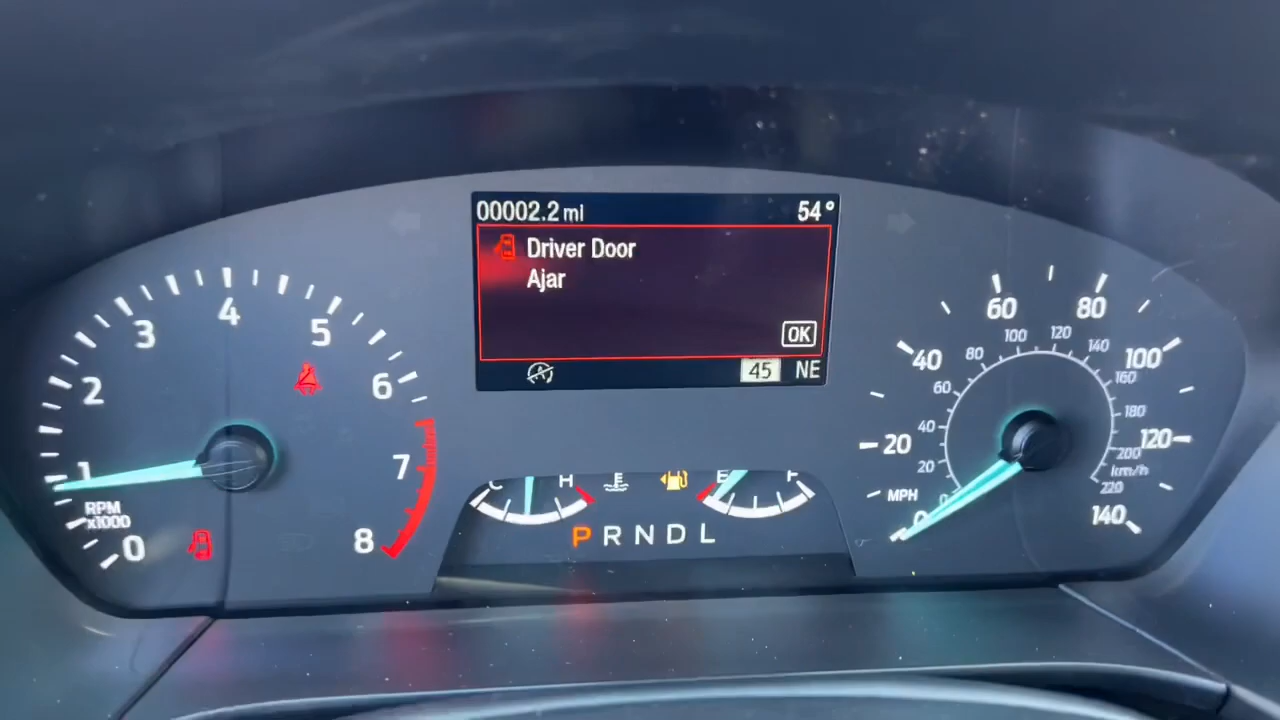 00002.2 mi 54°
Driver Door
Ajar
OK
45 NE
0 1 2 3 4 5 6 7 8
RPM
x1000
C H E F
P R N D L
0 20 40 60 80 100 120 140
MPH
0 20 40 60 80 100 120 140 160 180 200 220
km/h